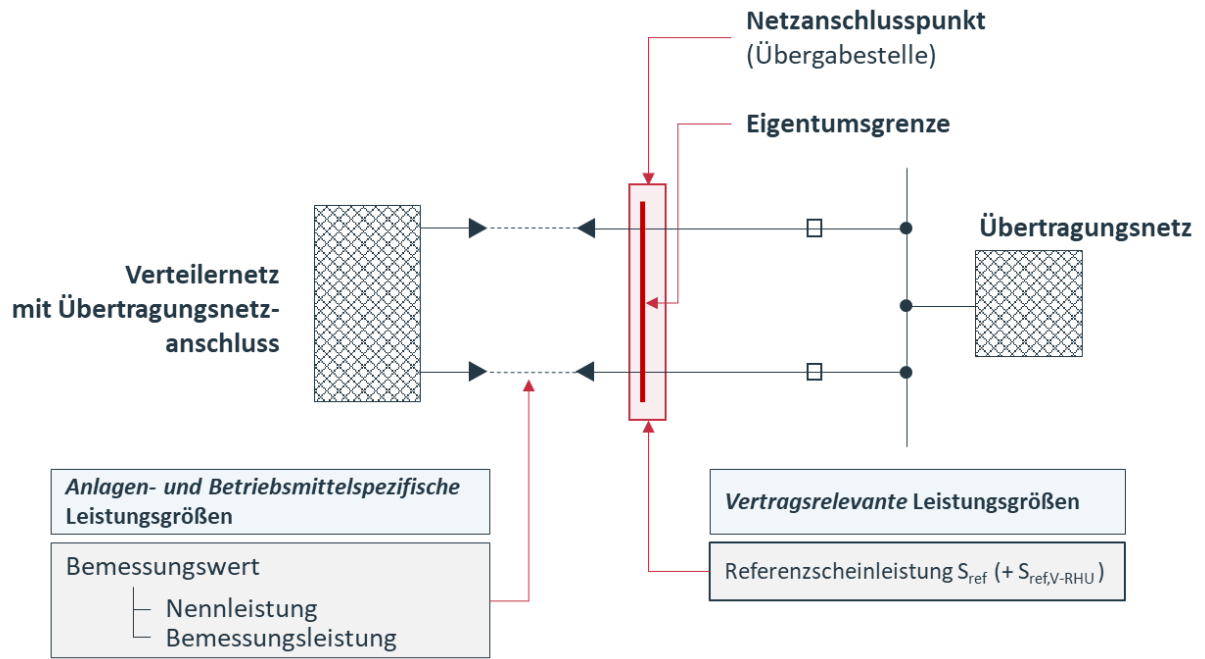 Netzanschlusspunkt
(Übergabestelle)
Eigentumsgrenze
Übertragungsnetz
Verteilernetz
mit Übertragungsnetz-
anschluss
Anlagen- und Betriebsmittelspezifische
Leistungsgrößen
Vertragsrelevante Leistungsgrößen
Bemessungswert
Nennleistung
Bemessungsleistung
Referenzscheinleistung Sref (+ Sref,V-RHU)